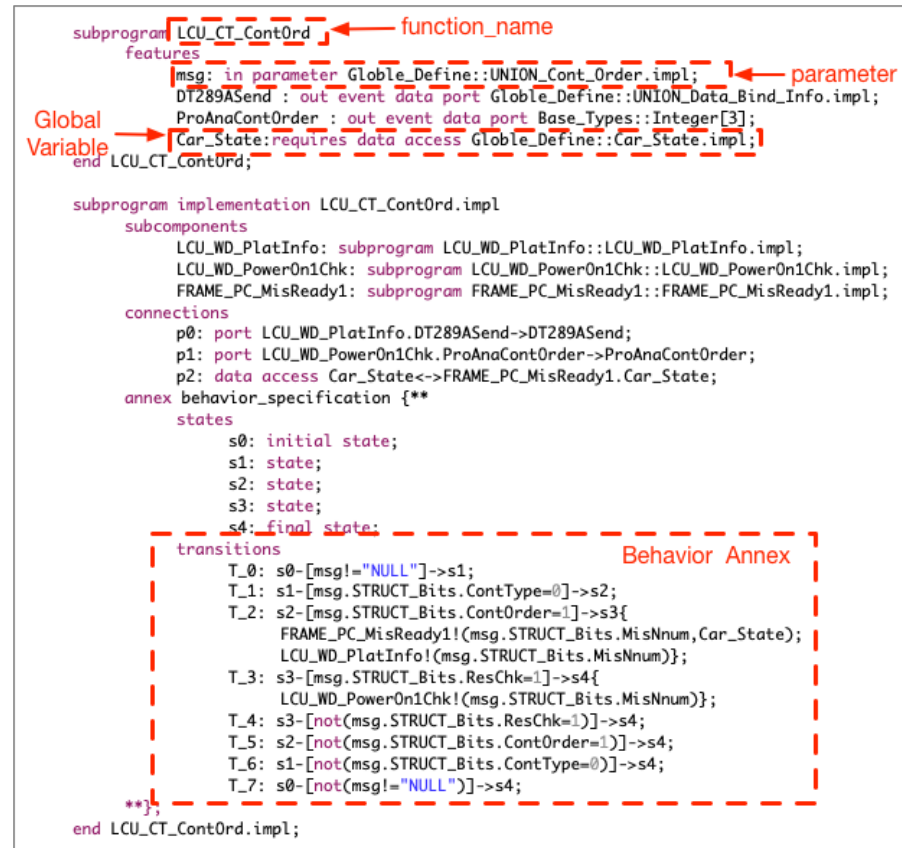 subprogram LCU_CT_ContOrd function_name
features
msg: in parameter Globle_Define::UNION_Cont_Order.impl; parameter
DT289ASend : out event data port Globle_Define::UNION_Data_Bind_Info.impl;
ProAnaContOrder : out event data port Base_Types::Integer[3];
Global
Variable
Car_State:requires data access Globle_Define::Car_State.impl;
end LCU_CT_ContOrd;
subprogram implementation LCU_CT_ContOrd.impl
subcomponents
LCU_WD_PlatInfo: subprogram LCU_WD_PlatInfo::LCU_WD_PlatInfo.impl;
LCU_WD_PowerOn1Chk: subprogram LCU_WD_PowerOn1Chk::LCU_WD_PowerOn1Chk.impl;
FRAME_PC_MisReady1: subprogram FRAME_PC_MisReady1::FRAME_PC_MisReady1.impl;
connections
p0: port LCU_WD_PlatInfo.DT289ASend->DT289ASend;
p1: port LCU_WD_PowerOn1Chk.ProAnaContOrder->ProAnaContOrder;
p2: data access Car_State<->FRAME_PC_MisReady1.Car_State;
annex behavior_specification {**
states
s0: initial state;
s1: state;
s2: state;
s3: state;
s4: final state;
transitions Behavior Annex
T_0: s0-[msg!="NULL"]->s1;
T_1: s1-[msg.STRUCT_Bits.ContType=0]->s2;
T_2: s2-[msg.STRUCT_Bits.ContOrder=1]->s3{
FRAME_PC_MisReady1!(msg.STRUCT_Bits.MisNnum,Car_State);
LCU_WD_PlatInfo!(msg.STRUCT_Bits.MisNnum)};
T_3: s3-[msg.STRUCT_Bits.ResChk=1]->s4{
LCU_WD_PowerOn1Chk!(msg.STRUCT_Bits.MisNnum)};
T_4: s3-[not(msg.STRUCT_Bits.ResChk=1)]->s4;
T_5: s2-[not(msg.STRUCT_Bits.ContOrder=1)]->s4;
T_6: s1-[not(msg.STRUCT_Bits.ContType=0)]->s4;
T_7: s0-[not(msg!="NULL")]->s4;
**};
end LCU_CT_ContOrd.impl;